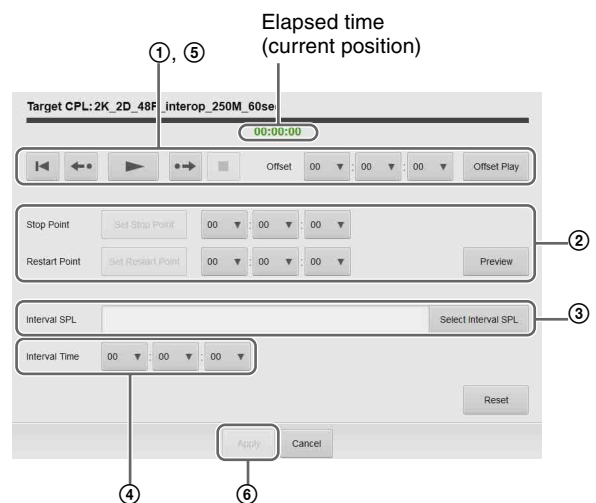 Elapsed time
(current position)
①, ⑤
Target CPL: 2K_2D_48F_interop_250M_60sec
00:00:00
Offset 00 : 00 : 00 Offset Play
Stop Point Set Stop Point 00 : 00 : 00
②
Restart Point Set Restart Point 00 : 00 : 00 Preview
Interval SPL Select Interval SPL ③
Interval Time 00 : 00 : 00
Reset
Apply Cancel
④ ⑥